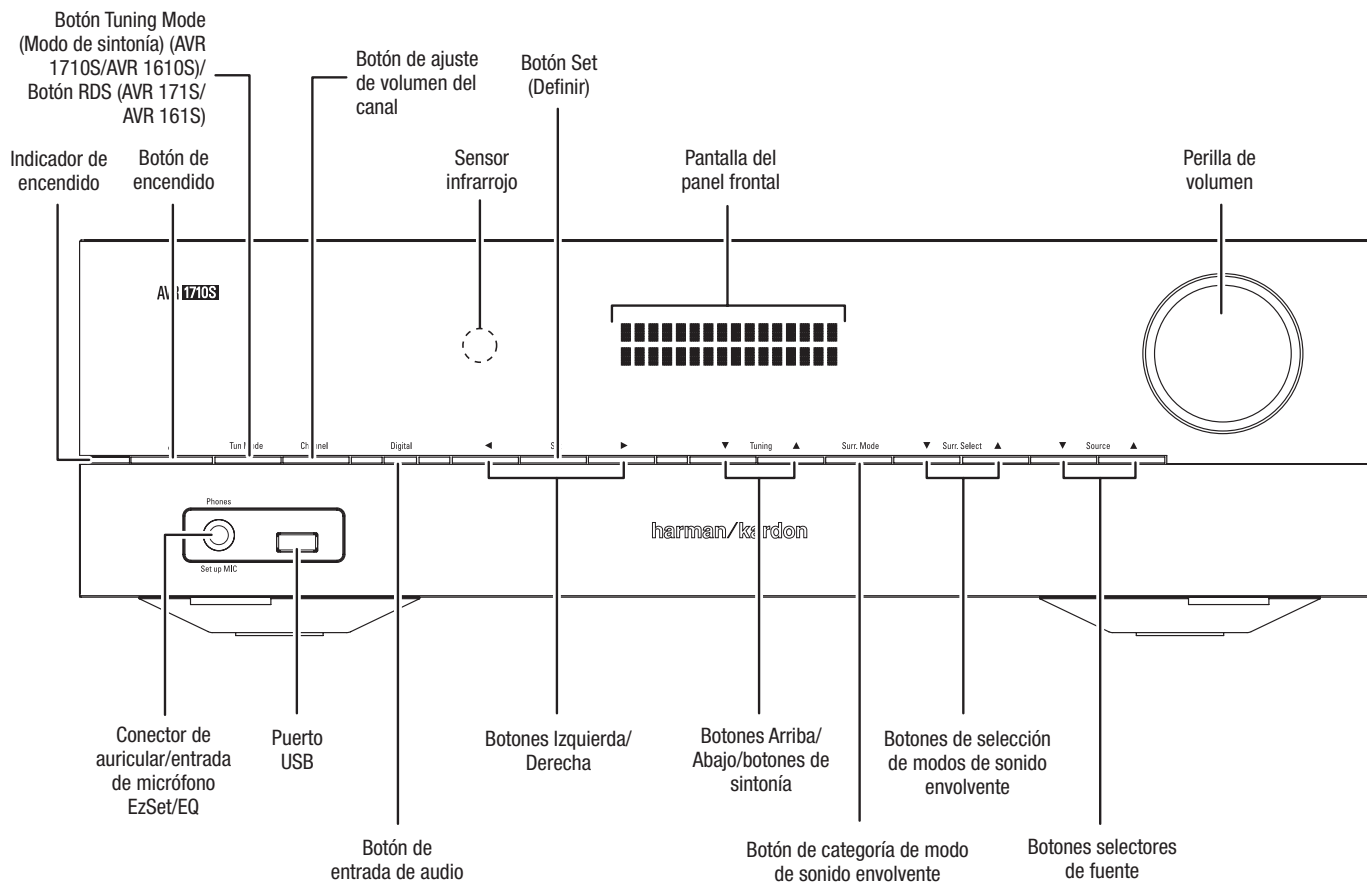 Botón Tuning Mode
(Modo de sintonía) (AVR
1710S/AVR 1610S)/
Botón RDS (AVR 171S/
AVR 161S)
Botón de ajuste
de volumen del
canal
Botón Set
(Definir)
Indicador de
encendido
Botón de
encendido
Sensor
infrarrojo
Pantalla del
panel frontal
Perilla de
volumen
1710S
Digital
◄
►
▼ Tuning ▲
Surr. Mode
▼ Surr. Select ▲
▼ Source ▲
Phones
Set up MIC
harman/kardon
Conector de
auricular/entrada
de micrófono
EzSet/EQ
Puerto
USB
Botones Izquierda/
Derecha
Botones Arriba/
Abajo/botones de
sintonía
Botones de selección
de modos de sonido
envolvente
Botón de
entrada de audio
Botón de categoría de modo
de sonido envolvente
Botones selectores
de fuente